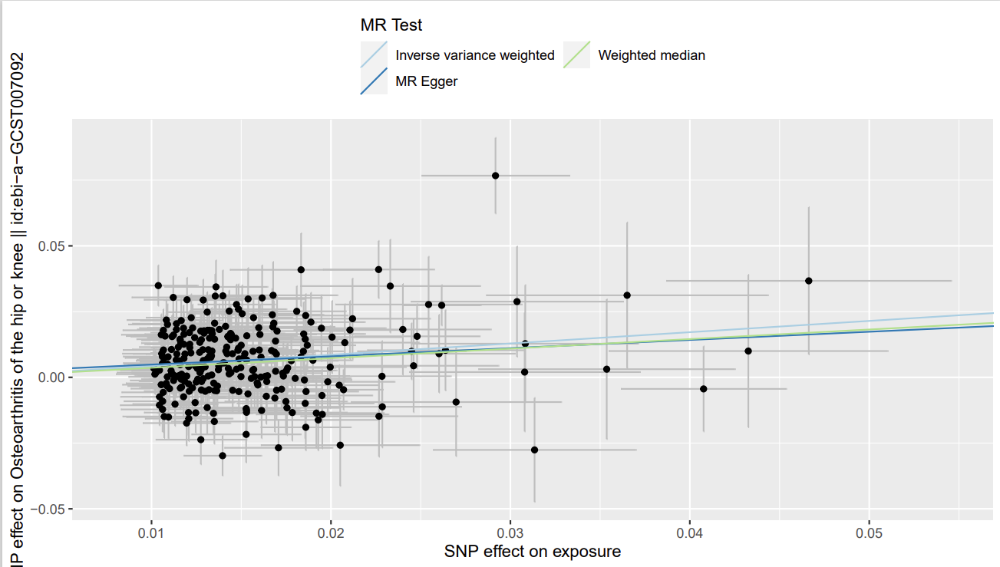 MR Test
Inverse variance weighted
Weighted median
MR Egger
IP effect on Osteoarthritis of the hip or knee || id:ebi−a−GCST007092
0.05
0.00
−0.05
0.01
0.02
0.03
0.04
0.05
SNP effect on exposure